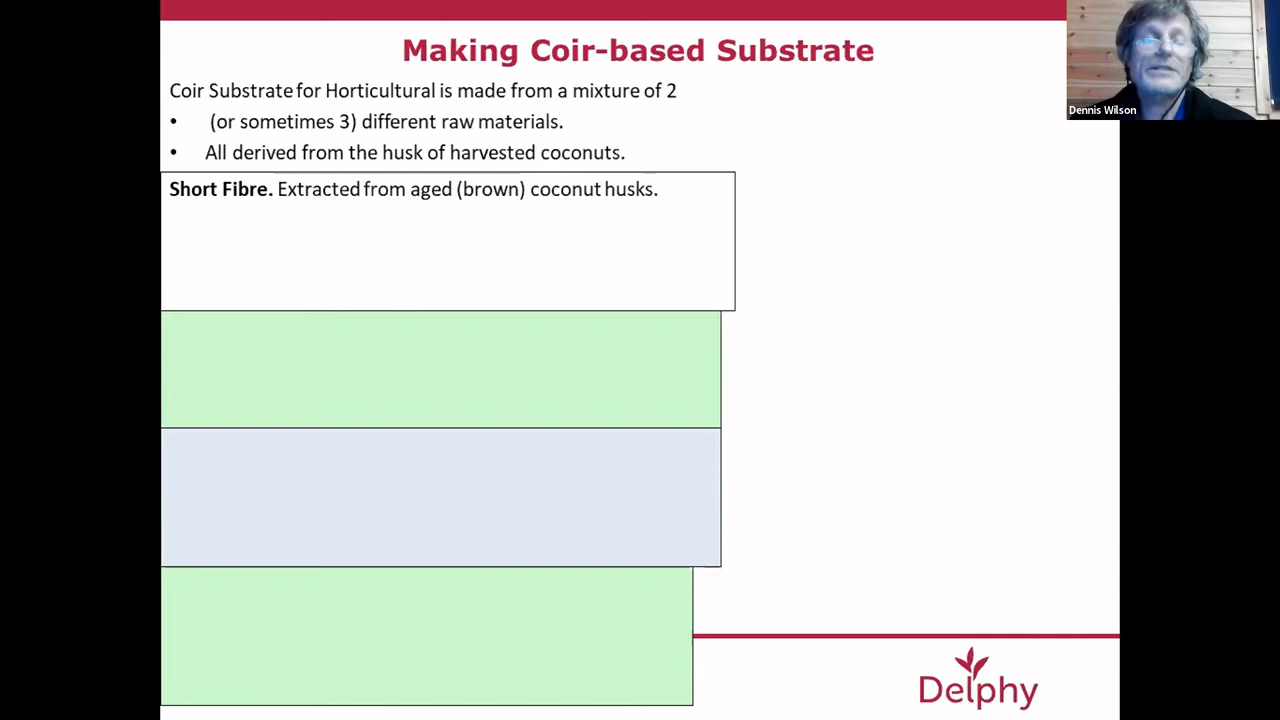 Making Coir-based Substrate
Dennis Wilson
Coir Substrate for Horticultural is made from a mixture of 2
• (or sometimes 3) different raw materials.
• All derived from the husk of harvested coconuts.
Short Fibre. Extracted from aged (brown) coconut husks.
Delphy